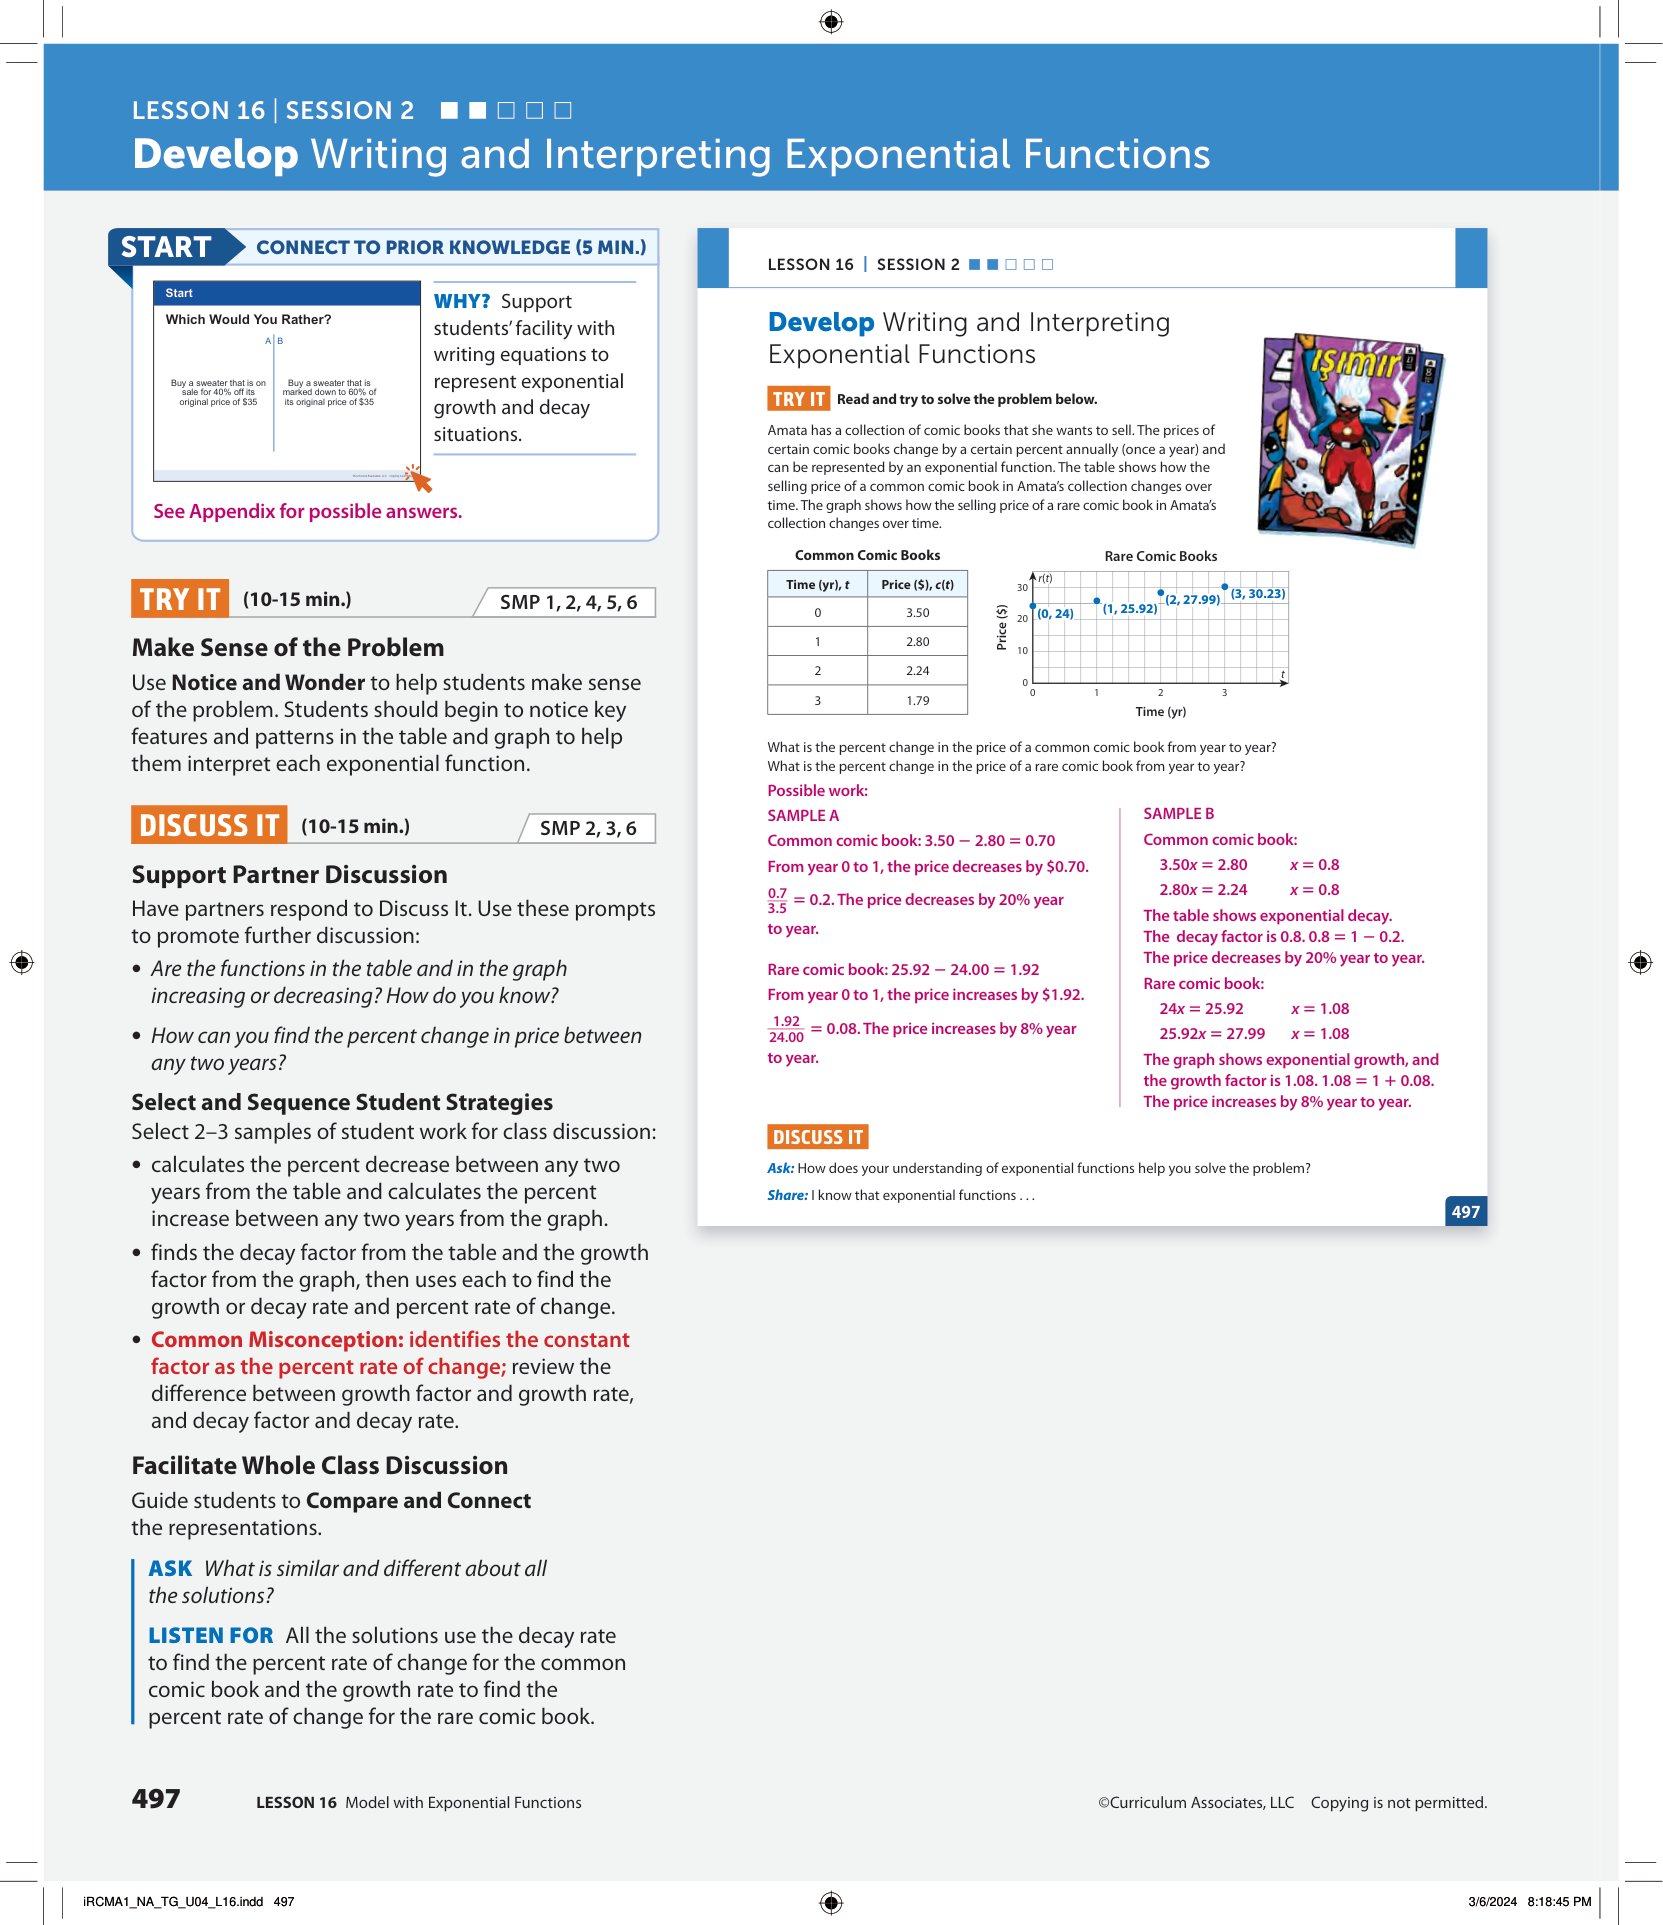 LESSON 16 | SESSION 2
Develop Writing and Interpreting Exponential Functions
START CONNECT TO PRIOR KNOWLEDGE (5 MIN.)
Start
Which Would You Rather?
A B
Buy a sweater that is on
sale for 40% off its
original price of $35
Buy a sweater that is
marked down to 60% of
its original price of $35
WHY? Support
students’ facility with
writing equations to
represent exponential
growth and decay
situations.
See Appendix for possible answers.
TRY IT (10-15 min.) SMP 1, 2, 4, 5, 6
Make Sense of the Problem
Use Notice and Wonder to help students make sense
of the problem. Students should begin to notice key
features and patterns in the table and graph to help
them interpret each exponential function.
DISCUSS IT (10-15 min.) SMP 2, 3, 6
Support Partner Discussion
Have partners respond to Discuss It. Use these prompts
to promote further discussion:
• Are the functions in the table and in the graph
increasing or decreasing? How do you know?
• How can you find the percent change in price between
any two years?
Select and Sequence Student Strategies
Select 2–3 samples of student work for class discussion:
• calculates the percent decrease between any two
years from the table and calculates the percent
increase between any two years from the graph.
• finds the decay factor from the table and the growth
factor from the graph, then uses each to find the
growth or decay rate and percent rate of change.
• Common Misconception: identifies the constant
factor as the percent rate of change; review the
difference between growth factor and growth rate,
and decay factor and decay rate.
Facilitate Whole Class Discussion
Guide students to Compare and Connect
the representations.
ASK What is similar and different about all
the solutions?
LISTEN FOR All the solutions use the decay rate
to find the percent rate of change for the common
comic book and the growth rate to find the
percent rate of change for the rare comic book.
LESSON 16 | SESSION 2
Develop Writing and Interpreting
Exponential Functions
IŞIMIR
TRY IT Read and try to solve the problem below.
Amata has a collection of comic books that she wants to sell. The prices of
certain comic books change by a certain percent annually (once a year) and
can be represented by an exponential function. The table shows how the
selling price of a common comic book in Amata’s collection changes over
time. The graph shows how the selling price of a rare comic book in Amata’s
collection changes over time.
Common Comic Books
Time (yr), t Price ($), c(t)
0 3.50
1 2.80
2 2.24
3 1.79
Rare Comic Books
r(t)
30
20
10
0
Price ($)
(0, 24)
(1, 25.92)
(2, 27.99)
(3, 30.23)
t
0 1 2 3
Time (yr)
What is the percent change in the price of a common comic book from year to year?
What is the percent change in the price of a rare comic book from year to year?
Possible work:
SAMPLE A
Common comic book: 3.50 − 2.80 = 0.70
From year 0 to 1, the price decreases by $0.70.
0.7/3.5 = 0.2. The price decreases by 20% year
to year.
Rare comic book: 25.92 − 24.00 = 1.92
From year 0 to 1, the price increases by $1.92.
1.92/24.00 = 0.08. The price increases by 8% year
to year.
SAMPLE B
Common comic book:
3.50x = 2.80 x = 0.8
2.80x = 2.24 x = 0.8
The table shows exponential decay.
The decay factor is 0.8. 0.8 = 1 − 0.2.
The price decreases by 20% year to year.
Rare comic book:
24x = 25.92 x = 1.08
25.92x = 27.99 x = 1.08
The graph shows exponential growth, and
the growth factor is 1.08. 1.08 = 1 + 0.08.
The price increases by 8% year to year.
DISCUSS IT
Ask: How does your understanding of exponential functions help you solve the problem?
Share: I know that exponential functions . . .
497
497 LESSON 16 Model with Exponential Functions
©Curriculum Associates, LLC Copying is not permitted.
iRCMA1_NA_TG_U04_L16.indd 497
3/6/2024 8:18:45 PM